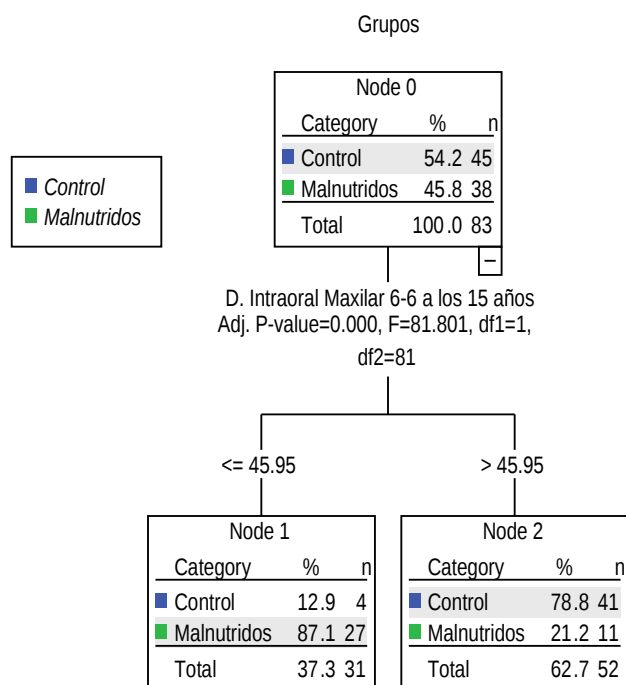 Grupos
Node 0
Category % n
Control 54.2 45
Malnutridos 45.8 38
Total 100.0 83
−
Control
Malnutridos
D. Intraoral Maxilar 6-6 a los 15 años
Adj. P-value=0.000, F=81.801, df1=1,
df2=81
<= 45.95
> 45.95
Node 1
Category % n
Control 12.9 4
Malnutridos 87.1 27
Total 37.3 31
Node 2
Category % n
Control 78.8 41
Malnutridos 21.2 11
Total 62.7 52